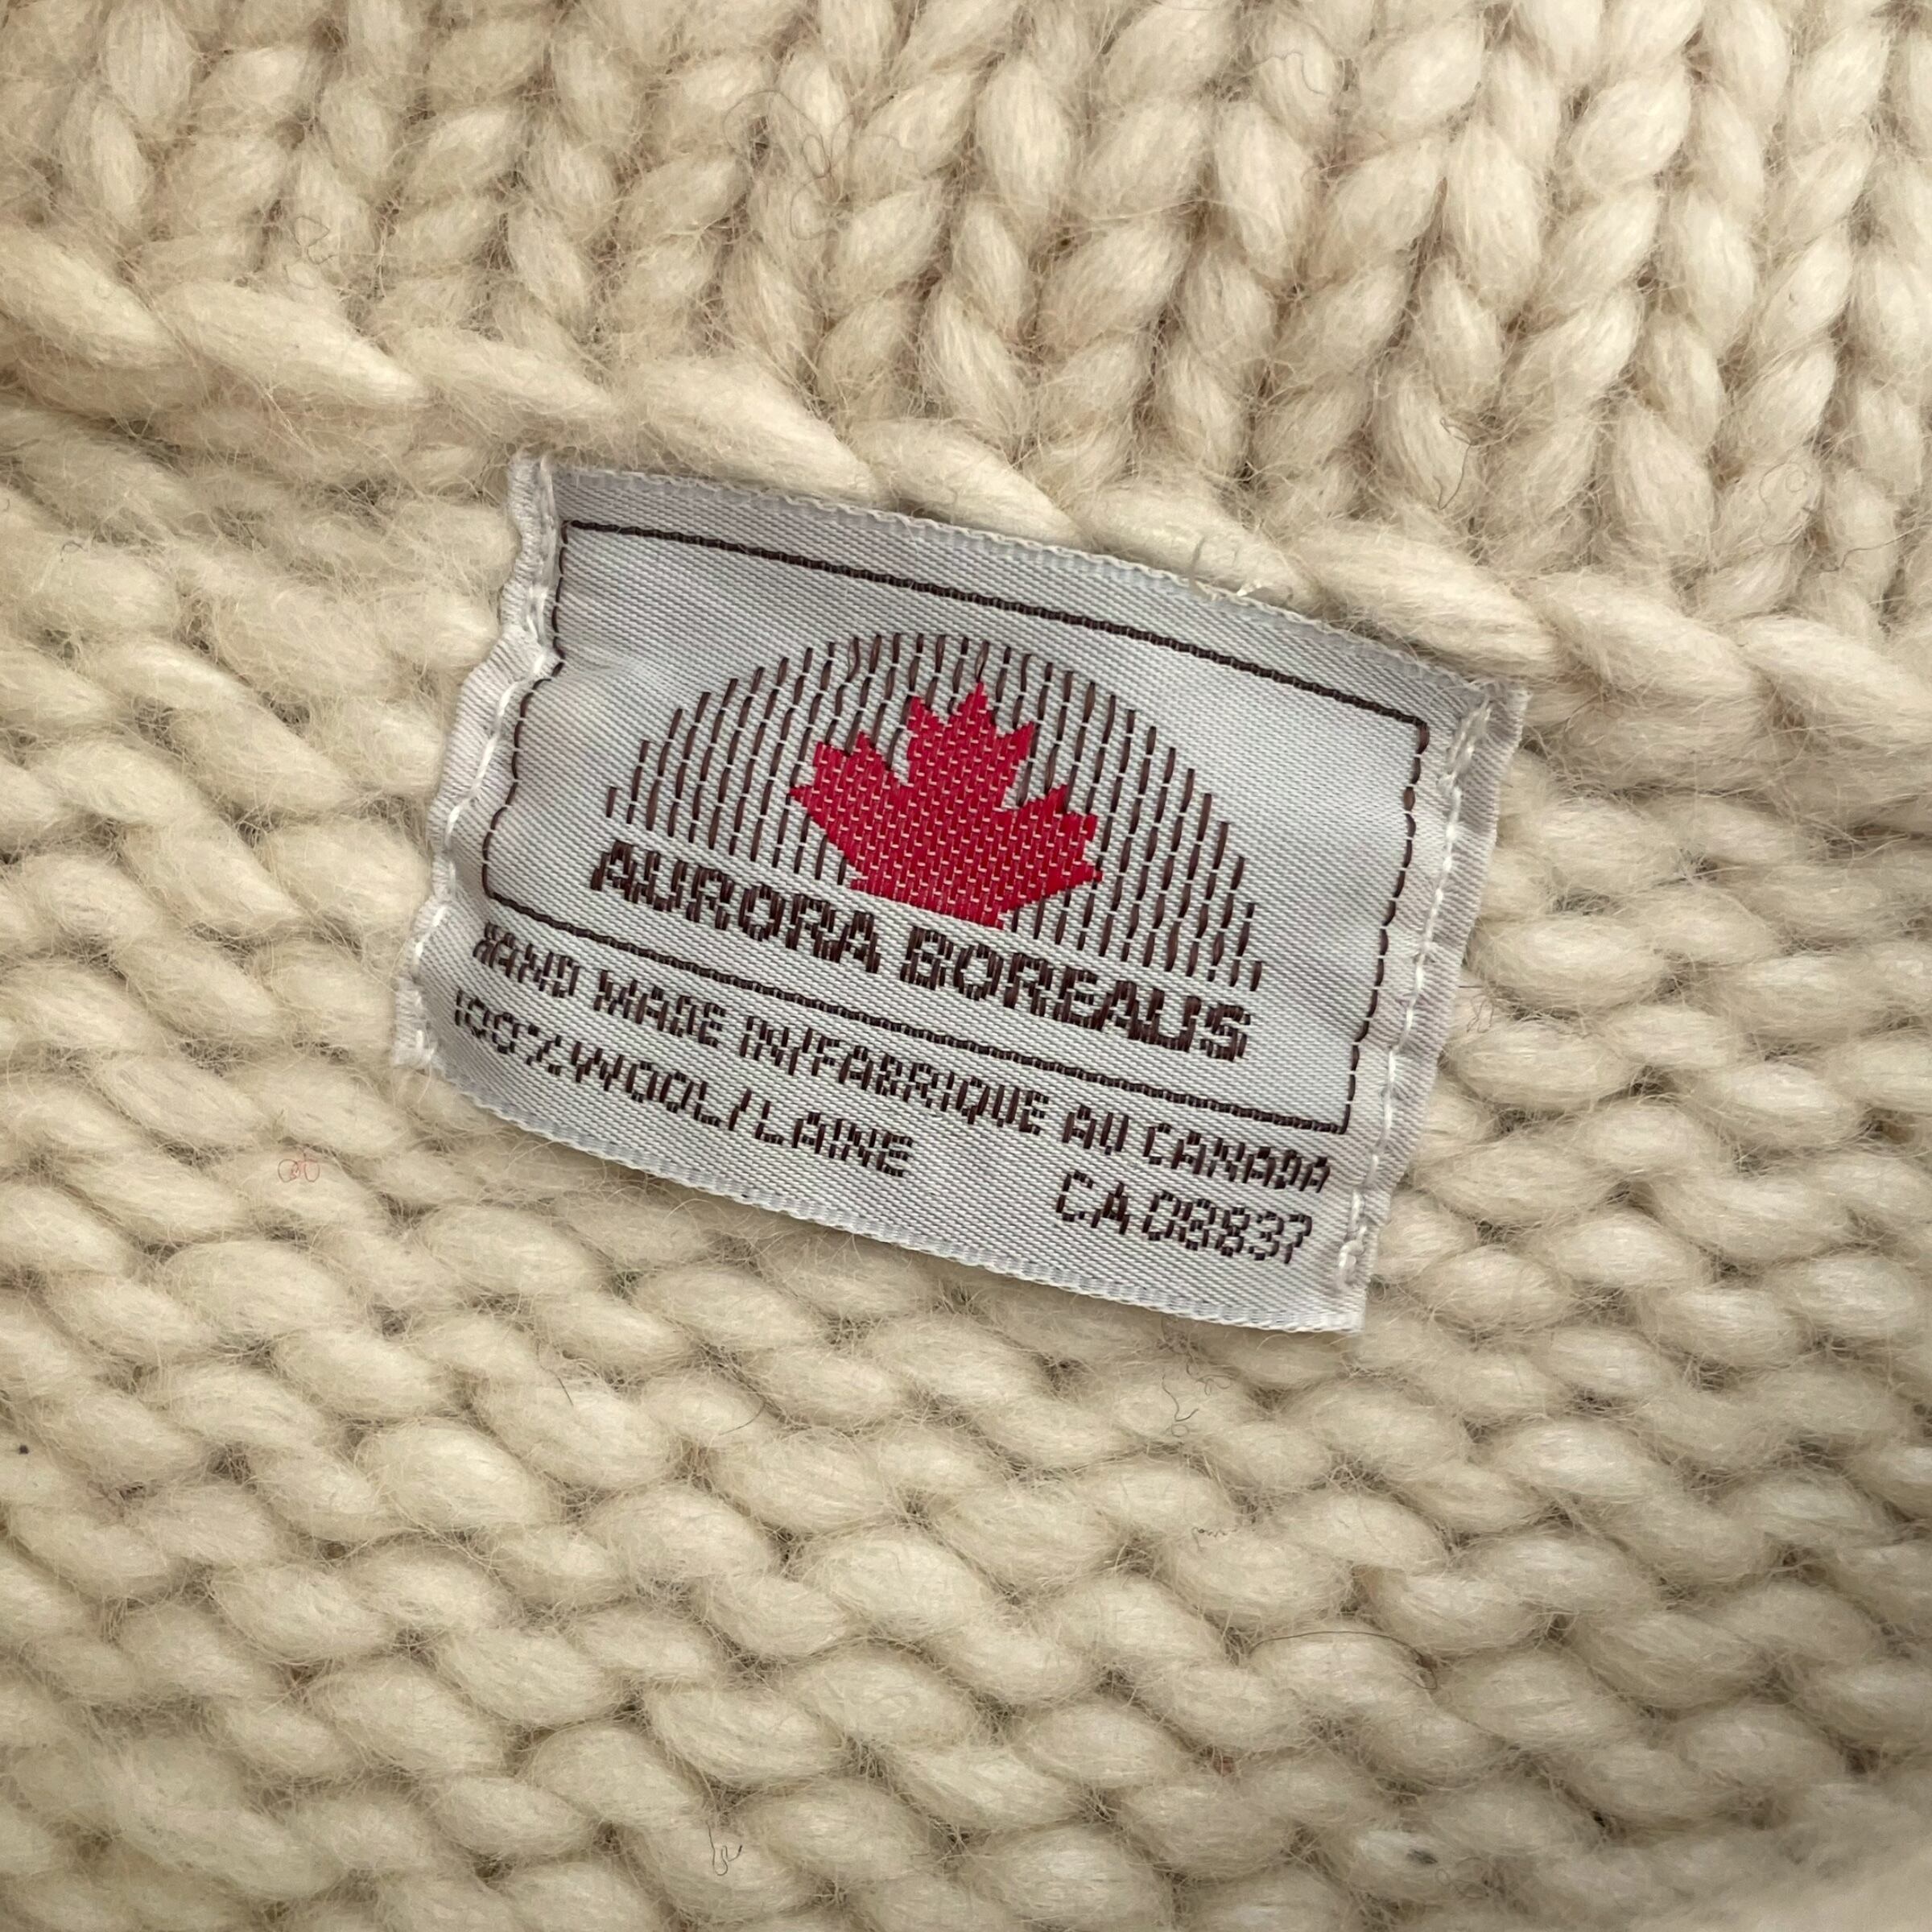 AURORA BOREALIS
HAND MADE IN/FABRIQUE AU CANADA
100% WOOL/LAINE CA 08837